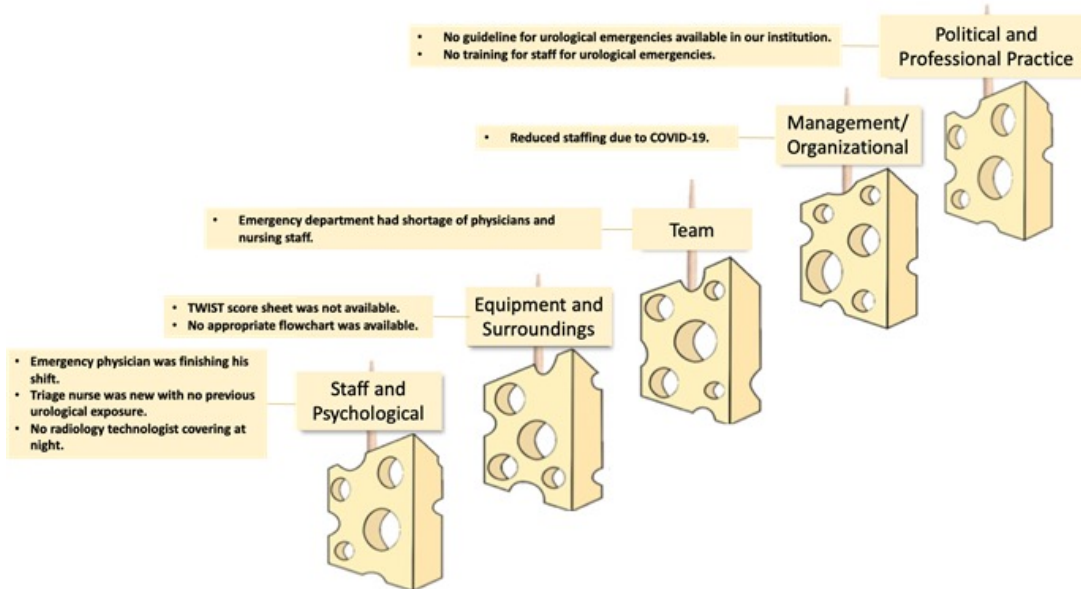 • No guideline for urological emergencies available in our institution.
• No training for staff for urological emergencies.
Political and
Professional Practice
• Reduced staffing due to COVID-19.
Management/
Organizational
• Emergency department had shortage of physicians and
nursing staff.
Team
• TWIST score sheet was not available.
• No appropriate flowchart was available.
Equipment and
Surroundings
• Emergency physician was finishing his
shift.
• Triage nurse was new with no previous
urological exposure.
• No radiology technologist covering at
night.
Staff and
Psychological